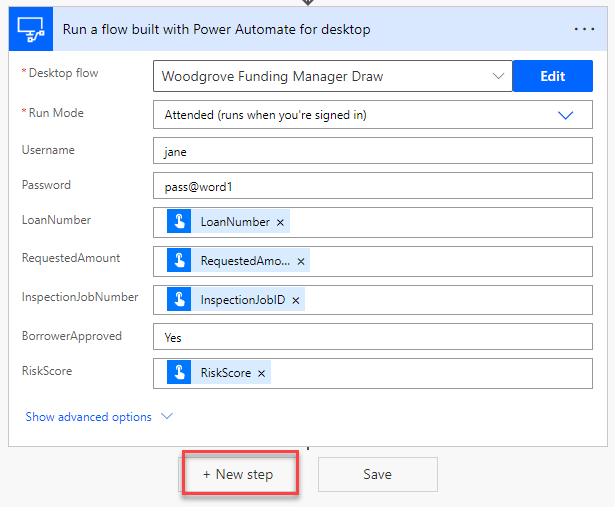 Run a flow built with Power Automate for desktop
* Desktop flow Woodgrove Funding Manager Draw Edit
* Run Mode Attended (runs when you're signed in)
Username jane
Password pass@word1
LoanNumber LoanNumber ×
RequestedAmount RequestedAmo... ×
InspectionJobNumber InspectionJobID ×
BorrowerApproved Yes
RiskScore RiskScore ×
Show advanced options
+ New step Save